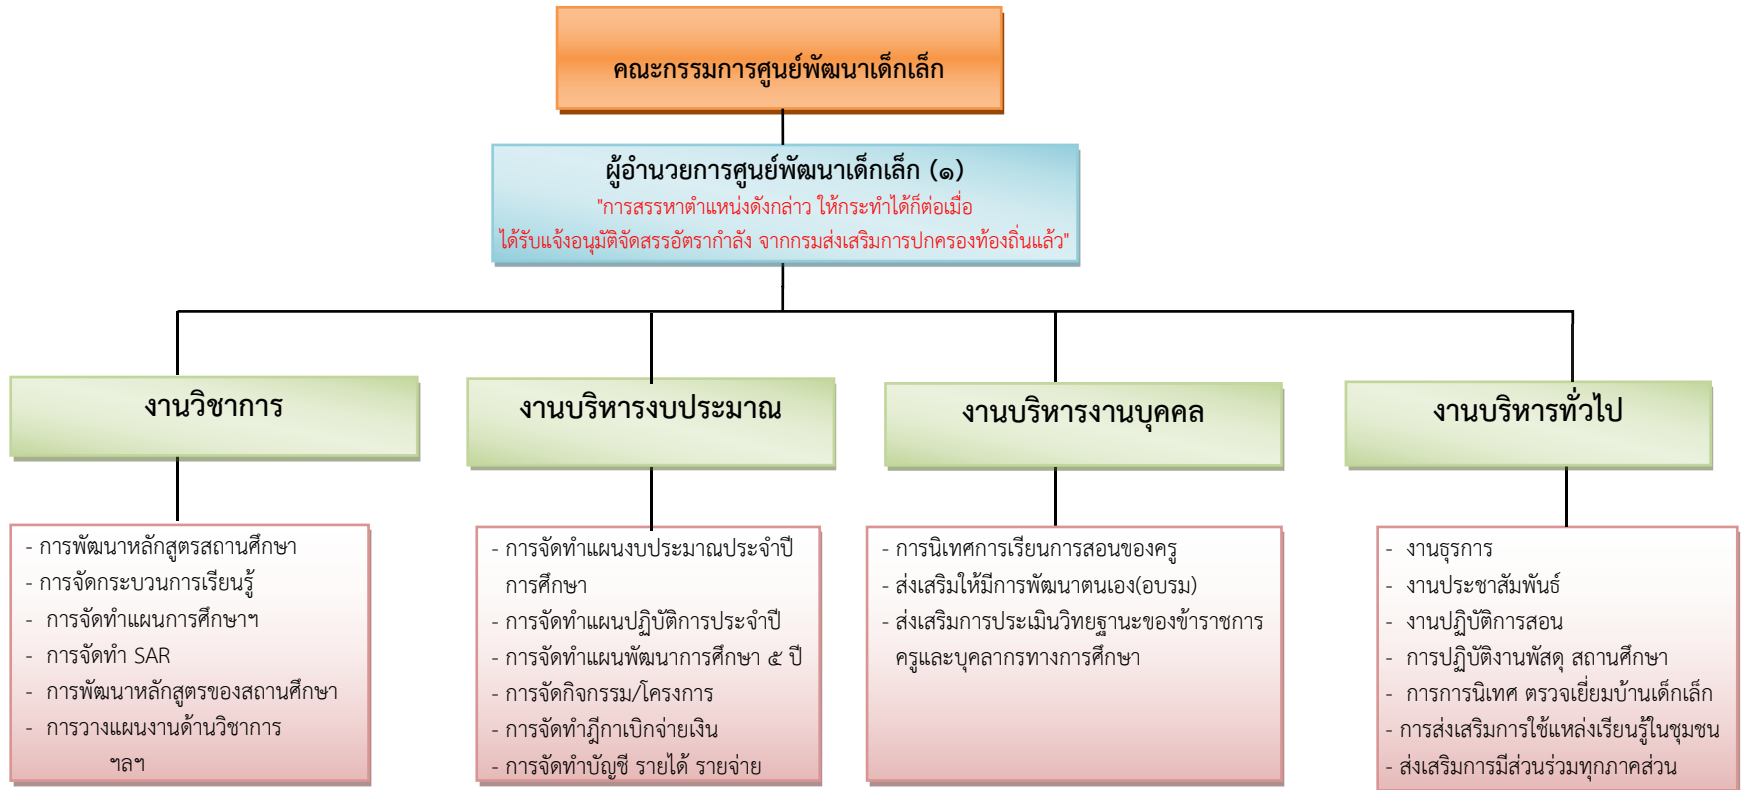 คณะกรรมการศูนย์พัฒนาเด็กเล็ก
ผู้อำนวยการศูนย์พัฒนาเด็กเล็ก (๑)
"การสรรหาตำแหน่งดังกล่าว ให้กระทำได้ก็ต่อเมื่อ
ได้รับแจ้งอนุมัติจัดสรรอัตรากำลัง จากกรมส่งเสริมการปกครองท้องถิ่นแล้ว"
งานวิชาการ
- การพัฒนาหลักสูตรสถานศึกษา
- การจัดกระบวนการเรียนรู้
- การจัดทำแผนการศึกษาฯ
- การจัดทำ SAR
- การพัฒนาหลักสูตรของสถานศึกษา
- การวางแผนงานด้านวิชาการ
ฯลฯ
งานบริหารงบประมาณ
- การจัดทำแผนงบประมาณประจำปี
การศึกษา
- การจัดทำแผนปฏิบัติการประจำปี
- การจัดทำแผนพัฒนาการศึกษา ๕ ปี
- การจัดกิจกรรม/โครงการ
- การจัดทำฎีกาเบิกจ่ายเงิน
- การจัดทำบัญชี รายได้ รายจ่าย
งานบริหารงานบุคคล
- การนิเทศการเรียนการสอนของครู
- ส่งเสริมให้มีการพัฒนาตนเอง(อบรม)
- ส่งเสริมการประเมินวิทยฐานะของข้าราชการ
ครูและบุคลากรทางการศึกษา
งานบริหารทั่วไป
- งานธุรการ
- งานประชาสัมพันธ์
- งานปฏิบัติการสอน
- การปฏิบัติงานพัสดุ สถานศึกษา
- การการนิเทศ ตรวจเยี่ยมบ้านเด็กเล็ก
- การส่งเสริมการใช้แหล่งเรียนรู้ในชุมชน
- ส่งเสริมการมีส่วนร่วมทุกภาคส่วน